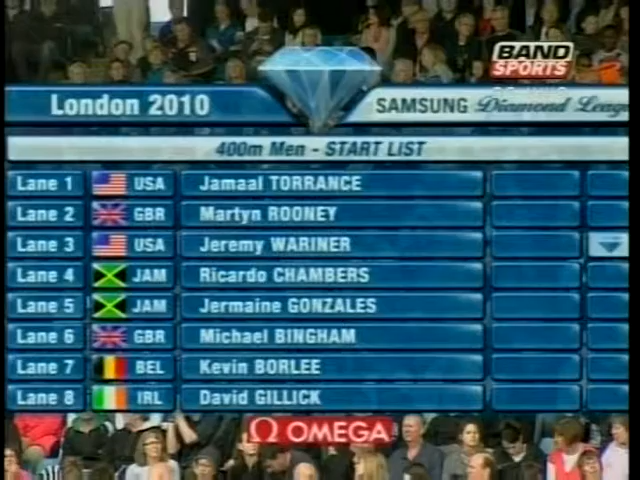 BAND
SPORTS
London 2010
SAMSUNG Diamond Leag
400m Men - START LIST
Lane 1 USA Jamaal TORRANCE
Lane 2 GBR Martyn ROONEY
Lane 3 USA Jeremy WARINER
Lane 4 JAM Ricardo CHAMBERS
Lane 5 JAM Jermaine GONZALES
Lane 6 GBR Michael BINGHAM
Lane 7 BEL Kevin BORLEE
Lane 8 IRL David GILLICK
Ω OMEGA